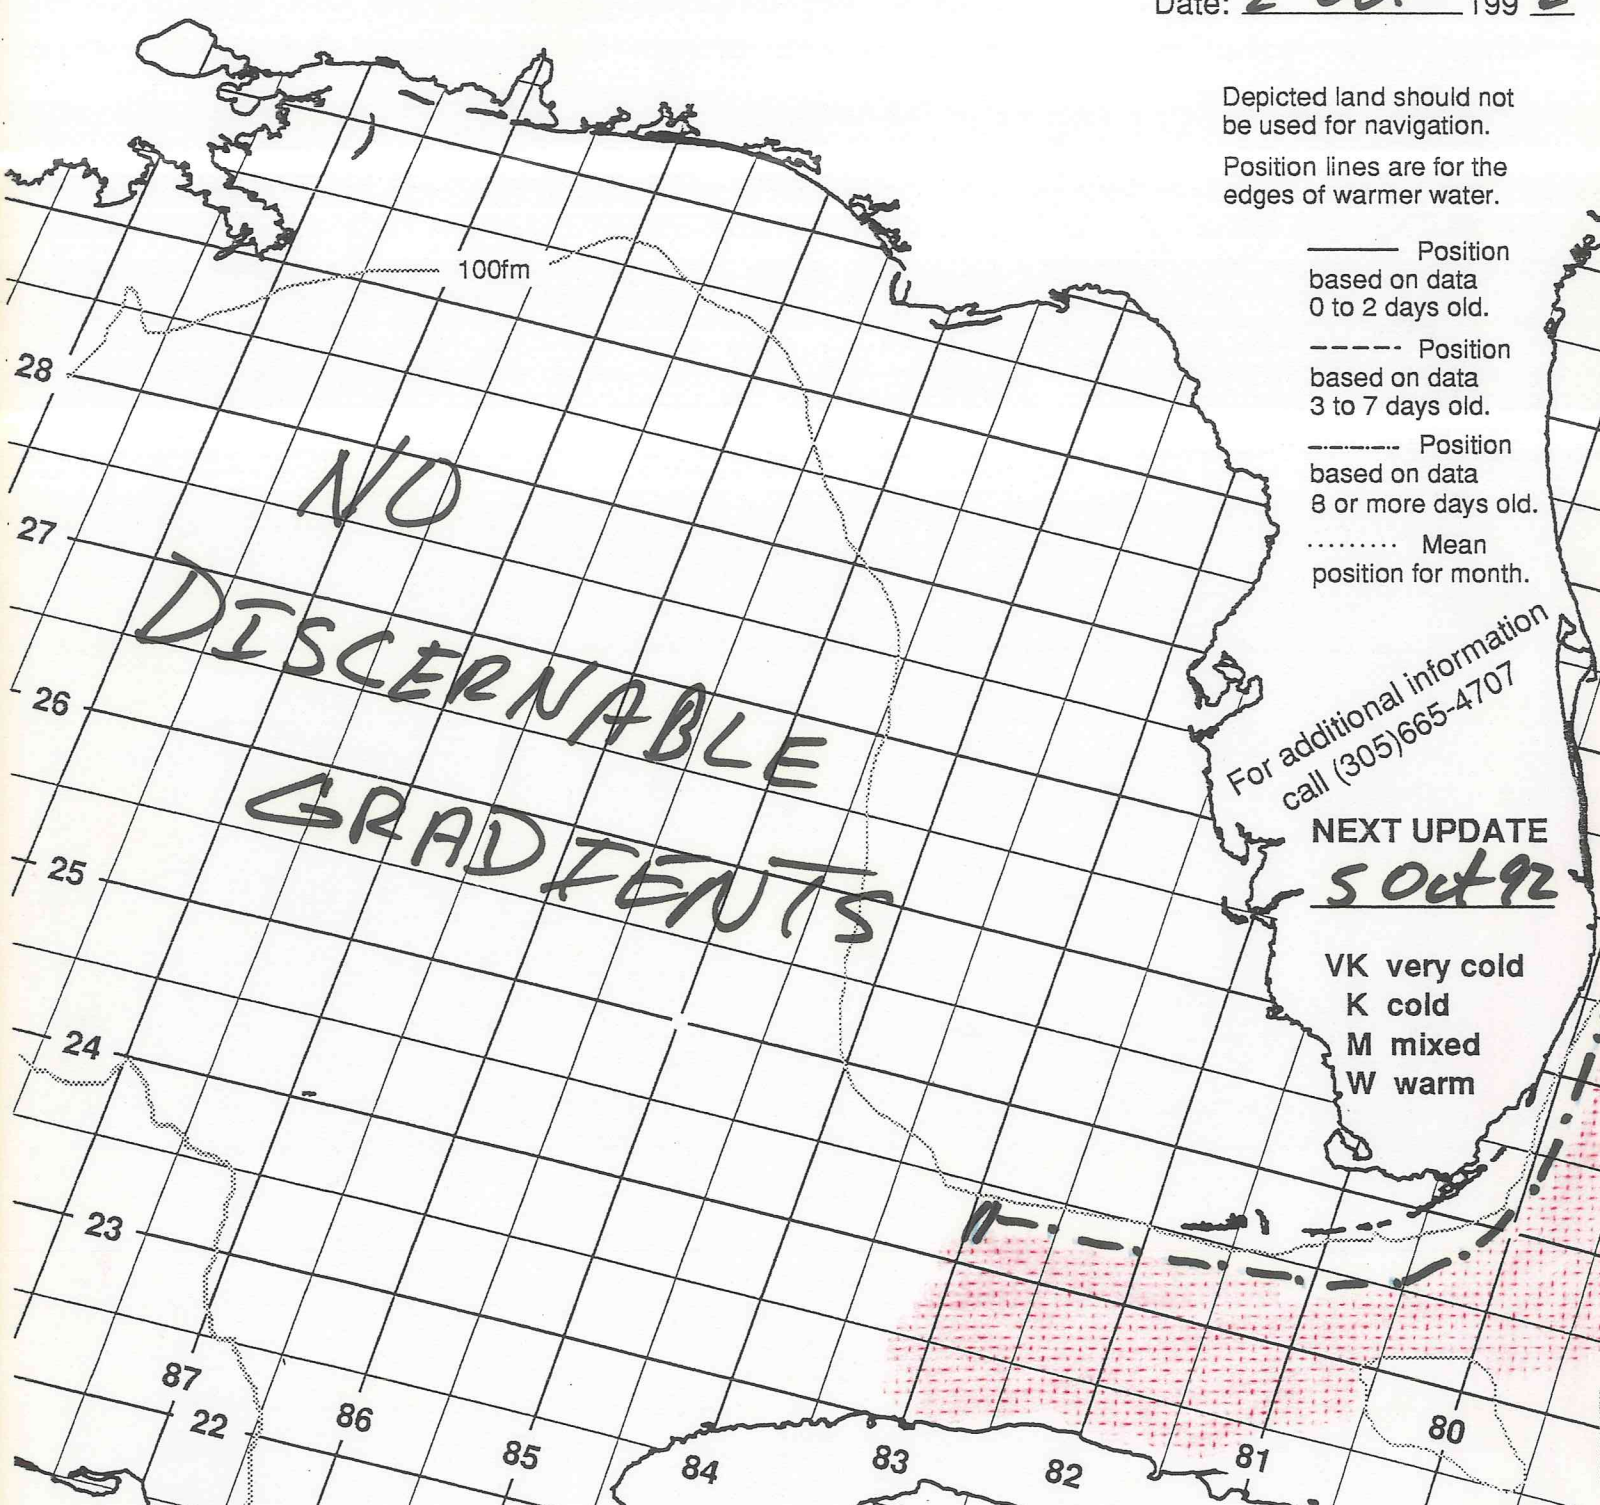 Date: 2 Oct 199 2
Depicted land should not
be used for navigation.
Position lines are for the
edges of warmer water.
Position
based on data
0 to 2 days old.
Position
based on data
3 to 7 days old.
Position
based on data
8 or more days old.
Mean
position for month.
For additional information
call (305)665-4707
NEXT UPDATE
5 Oct 92
VK very cold
K cold
M mixed
W warm
100fm
28
NO
27
DISCERNABLE
26
GRADIENTS
25
24
23
87
22
86
85
84
83
82
81
80